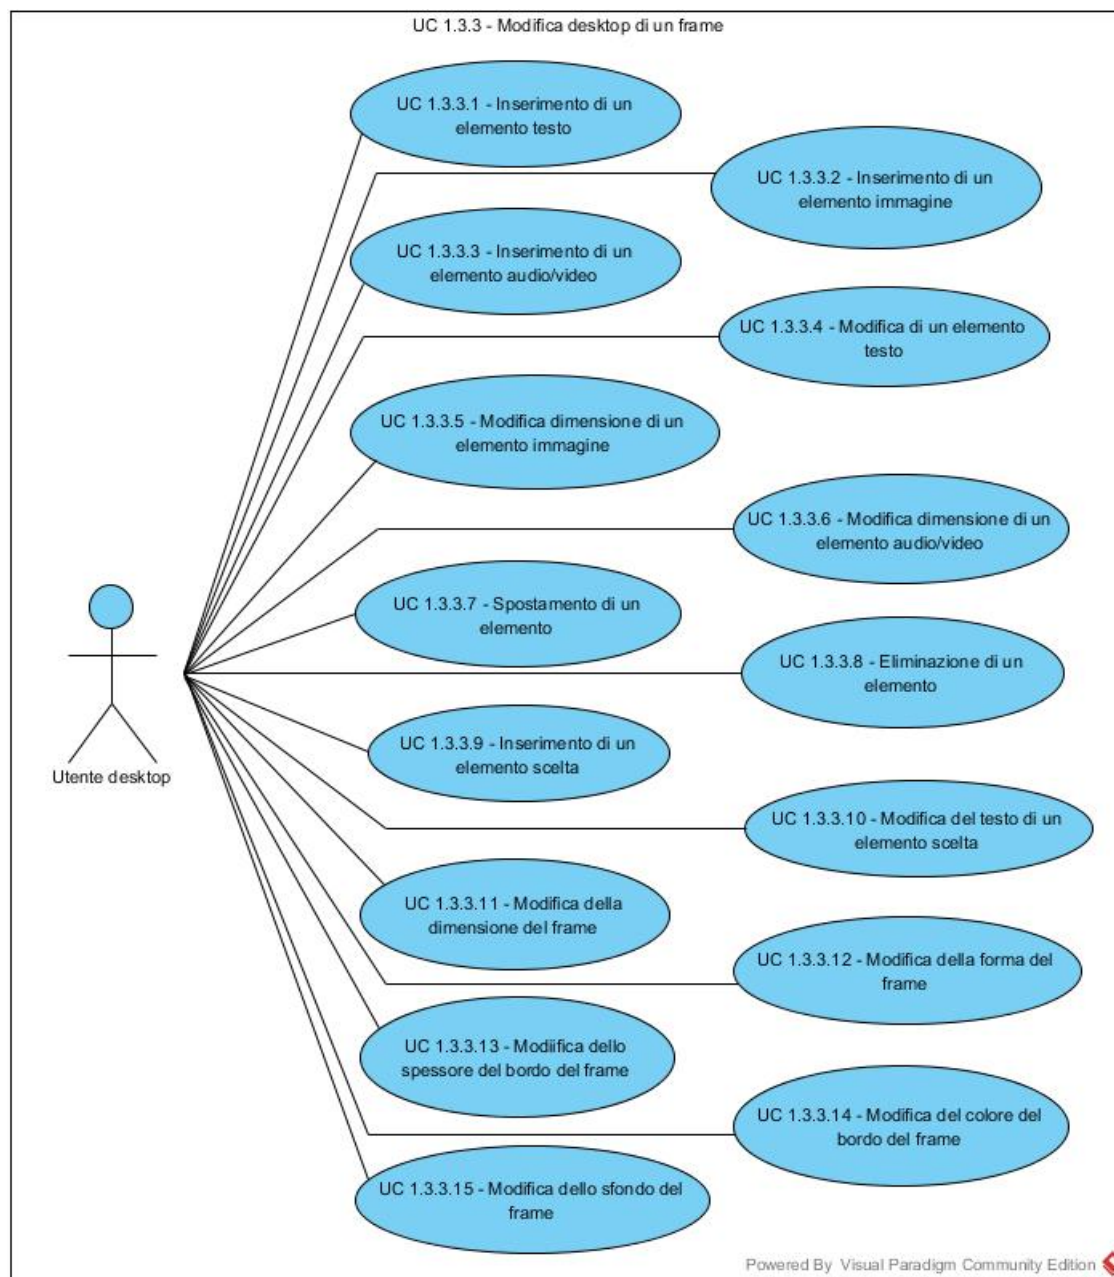 UC 1.3.3 - Modifica desktop di un frame
UC 1.3.3.1 - Inserimento di un
elemento testo
UC 1.3.3.2 - Inserimento di un
elemento immagine
UC 1.3.3.3 - Inserimento di un
elemento audio/video
UC 1.3.3.4 - Modifica di un elemento
testo
UC 1.3.3.5 - Modifica dimensione di un
elemento immagine
UC 1.3.3.6 - Modifica dimensione di un
elemento audio/video
UC 1.3.3.7 - Spostamento di un
elemento
UC 1.3.3.8 - Eliminazione di un
elemento
UC 1.3.3.9 - Inserimento di un
elemento scelta
Utente desktop
UC 1.3.3.10 - Modifica del testo di un
elemento scelta
UC 1.3.3.11 - Modifica della
dimensione del frame
UC 1.3.3.12 - Modifica della forma del
frame
UC 1.3.3.13 - Modiifica dello
spessore del bordo del frame
UC 1.3.3.14 - Modifica del colore del
bordo del frame
UC 1.3.3.15 - Modifica dello sfondo del
frame
Powered By Visual Paradigm Community Edition